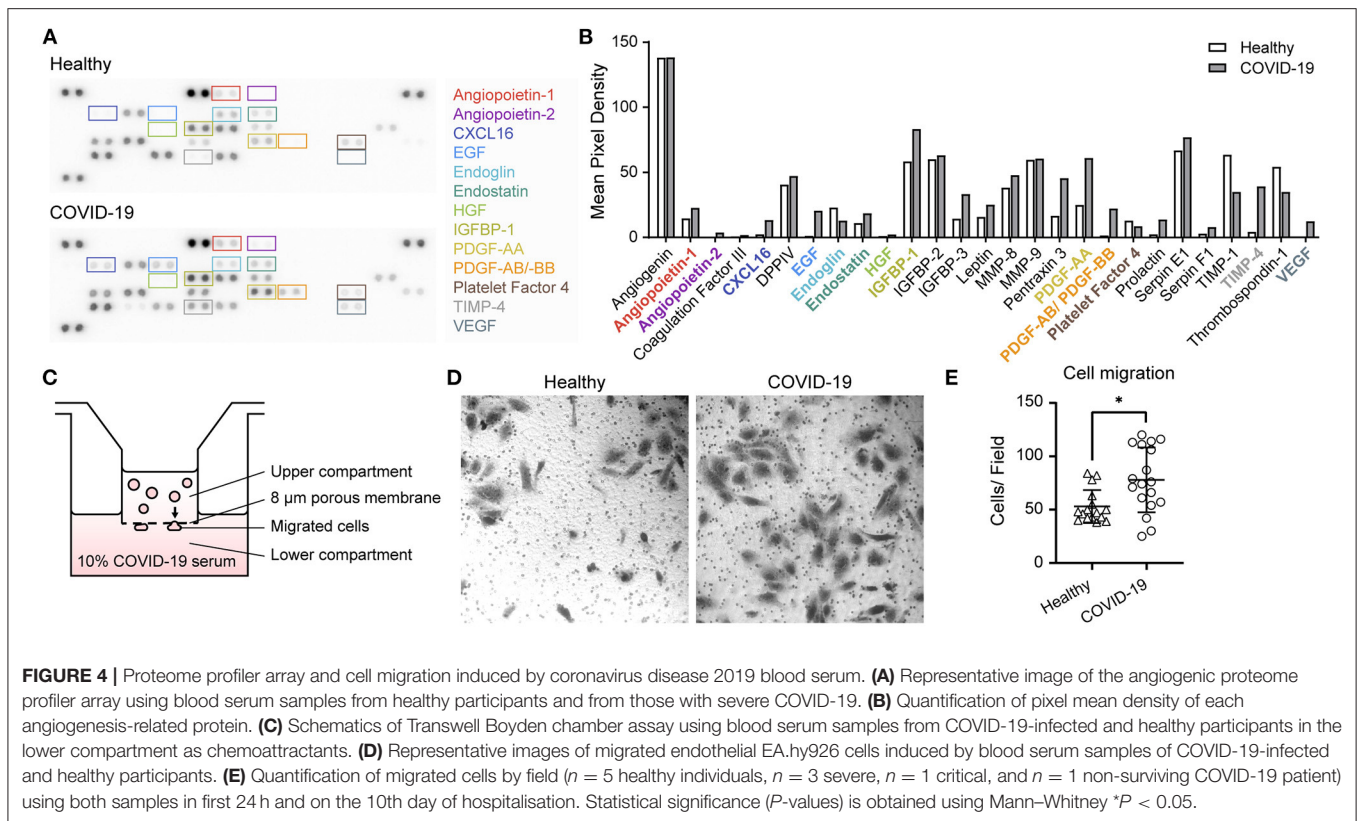 A
Healthy
COVID-19
Angiopoietin-1
Angiopoietin-2
CXCL16
EGF
Endoglin
Endostatin
HGF
IGFBP-1
PDGF-AA
PDGF-AB/-BB
Platelet Factor 4
TIMP-4
VEGF
B
Healthy
COVID-19
Mean Pixel Density
150
100
50
0
Angiogenin
Angiopoietin-1
Angiopoietin-2
Coagulation Factor III
CXCL16
DPPIV
EGF
Endoglin
Endostatin
HGF
IGFBP-1
IGFBP-2
IGFBP-3
Leptin
MMP-8
MMP-9
Pentraxin 3
PDGF-AA
PDGF-AB/ PDGF-BB
Platelet Factor 4
Prolactin
Serpin E1
Serpin F1
TIMP-1
TIMP-4
Thrombospondin-1
VEGF
C
Upper compartment
8 µm porous membrane
Migrated cells
Lower compartment
10% COVID-19 serum
D
Healthy
COVID-19
E
Cell migration
*
Cells/ Field
150
100
50
0
Healthy
COVID-19
FIGURE 4 | Proteome profiler array and cell migration induced by coronavirus disease 2019 blood serum. (A) Representative image of the angiogenic proteome
profiler array using blood serum samples from healthy participants and from those with severe COVID-19. (B) Quantification of pixel mean density of each
angiogenesis-related protein. (C) Schematics of Transwell Boyden chamber assay using blood serum samples from COVID-19-infected and healthy participants in the
lower compartment as chemoattractants. (D) Representative images of migrated endothelial EA.hy926 cells induced by blood serum samples of COVID-19-infected
and healthy participants. (E) Quantification of migrated cells by field (n = 5 healthy individuals, n = 3 severe, n = 1 critical, and n = 1 non-surviving COVID-19 patient)
using both samples in first 24 h and on the 10th day of hospitalisation. Statistical significance (P-values) is obtained using Mann–Whitney *P < 0.05.